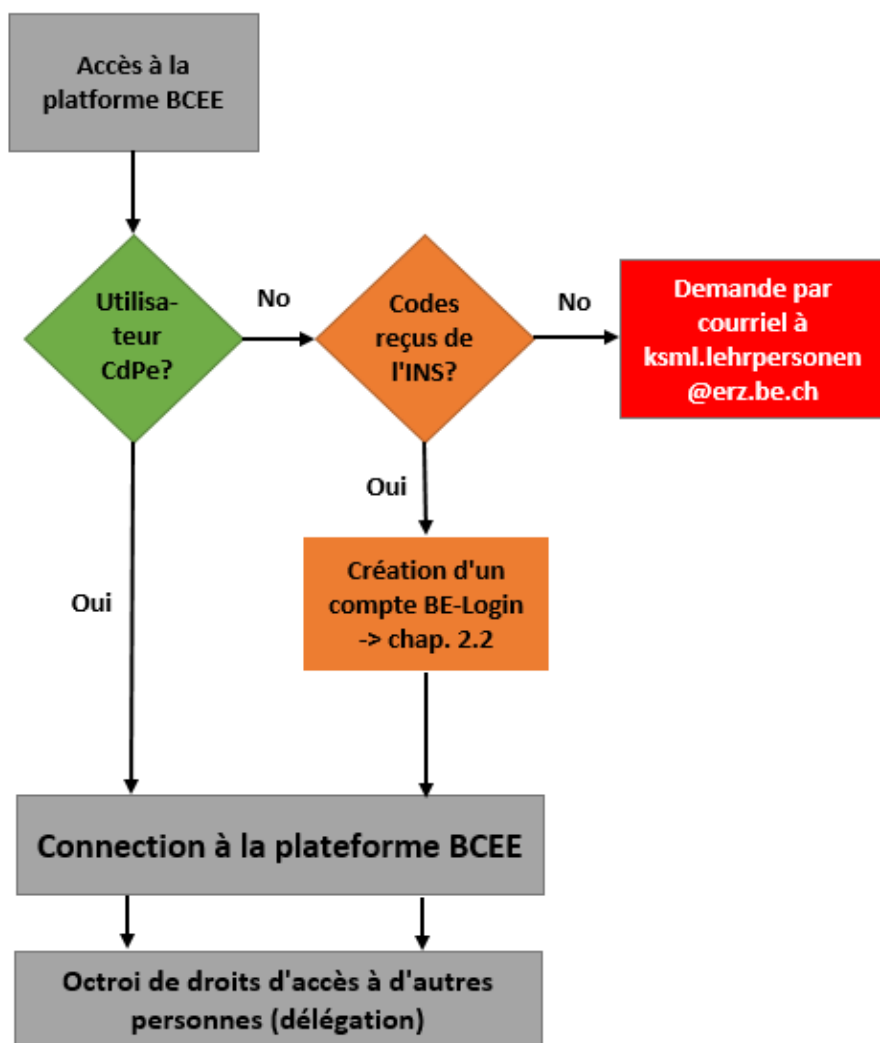 Accès à la
platforme BCEE
Utilisa-
teur
CdPe?
No
Codes
reçus de
l'INS?
No
Demande par
courriel à
ksml.lehrpersonen
@erz.be.ch
Oui
Oui
Création d'un
compte BE-Login
-> chap. 2.2
Connection à la plateforme BCEE
Octroi de droits d'accès à d'autres
personnes (délégation)